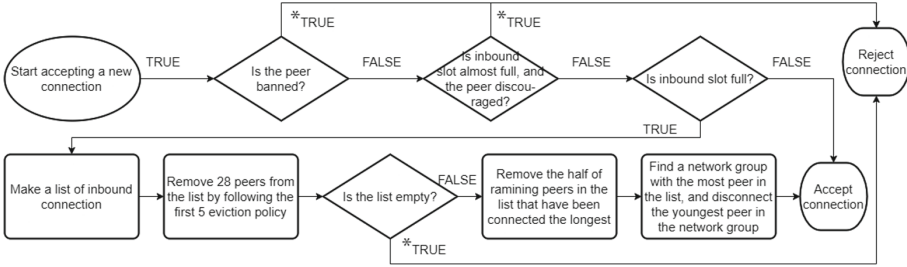 *TRUE
*TRUE
Start accepting a new
connection
TRUE
Is the peer
banned?
FALSE
Is inbound
slot almost full, and
the peer discou-
raged?
FALSE
Is inbound slot full?
FALSE
Reject
connection
TRUE
Make a list of inbound
connection
Remove 28 peers from
the list by following the
first 5 eviction policy
Is the list empty?
FALSE
Remove the half of
ramining peers in the
list that have been
connected the longest
Find a network group
with the most peer in
the list, and disconnect
the youngest peer in
the network group
Accept
connection
*TRUE